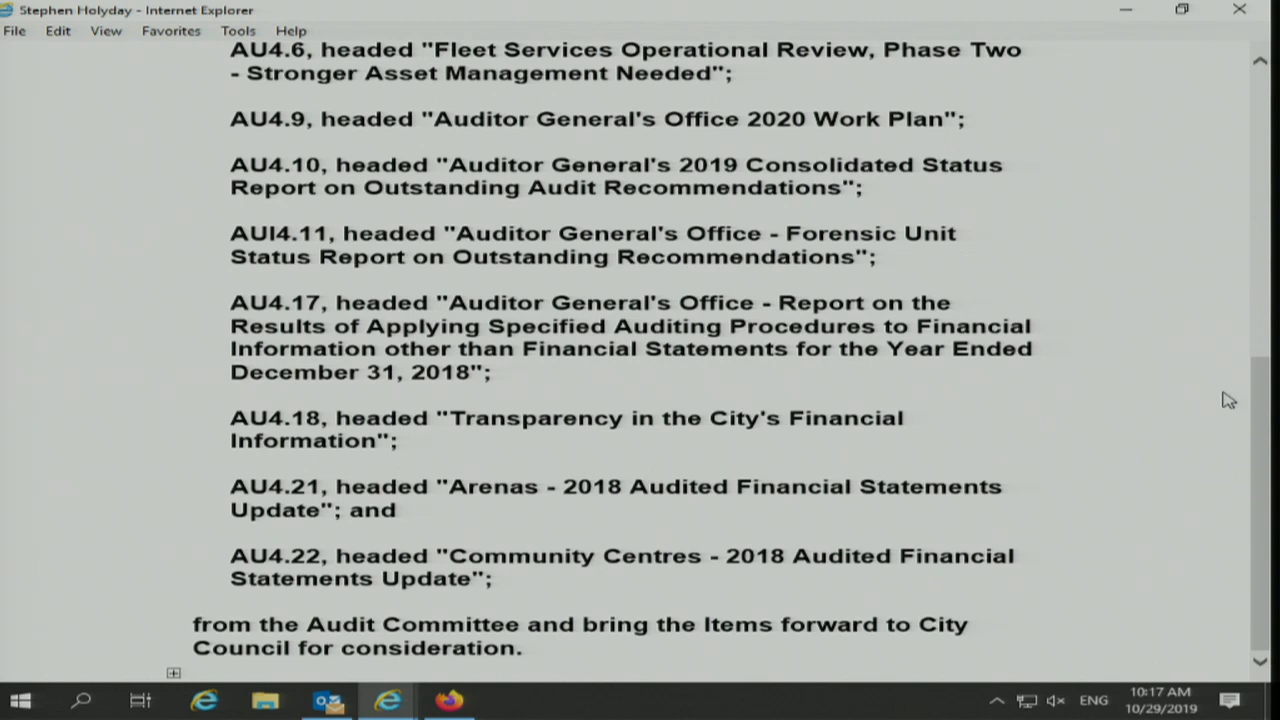 Stephen Holyday - Internet Explorer
File Edit View Favorites Tools Help
AU4.6, headed "Fleet Services Operational Review, Phase Two
- Stronger Asset Management Needed";
AU4.9, headed "Auditor General's Office 2020 Work Plan";
AU4.10, headed "Auditor General's 2019 Consolidated Status
Report on Outstanding Audit Recommendations";
AUI4.11, headed "Auditor General's Office - Forensic Unit
Status Report on Outstanding Recommendations";
AU4.17, headed "Auditor General's Office - Report on the
Results of Applying Specified Auditing Procedures to Financial
Information other than Financial Statements for the Year Ended
December 31, 2018";
AU4.18, headed "Transparency in the City's Financial
Information";
AU4.21, headed "Arenas - 2018 Audited Financial Statements
Update"; and
AU4.22, headed "Community Centres - 2018 Audited Financial
Statements Update";
from the Audit Committee and bring the Items forward to City
Council for consideration.
ENG
10:17 AM
10/29/2019